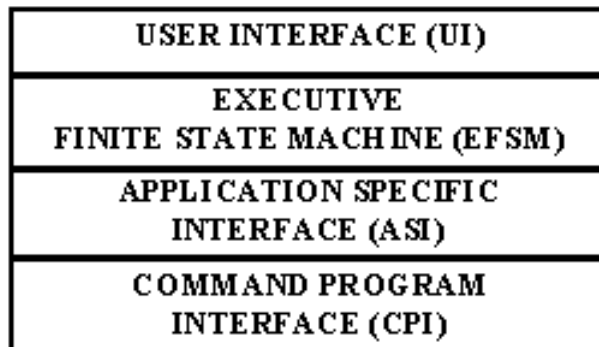 USER INTERFACE (UI)
EXECUTIVE
FINITE STATE MACHINE (EFSM)
APPLICATION SPECIFIC
INTERFACE (ASI)
COMMAND PROGRAM
INTERFACE (CPI)